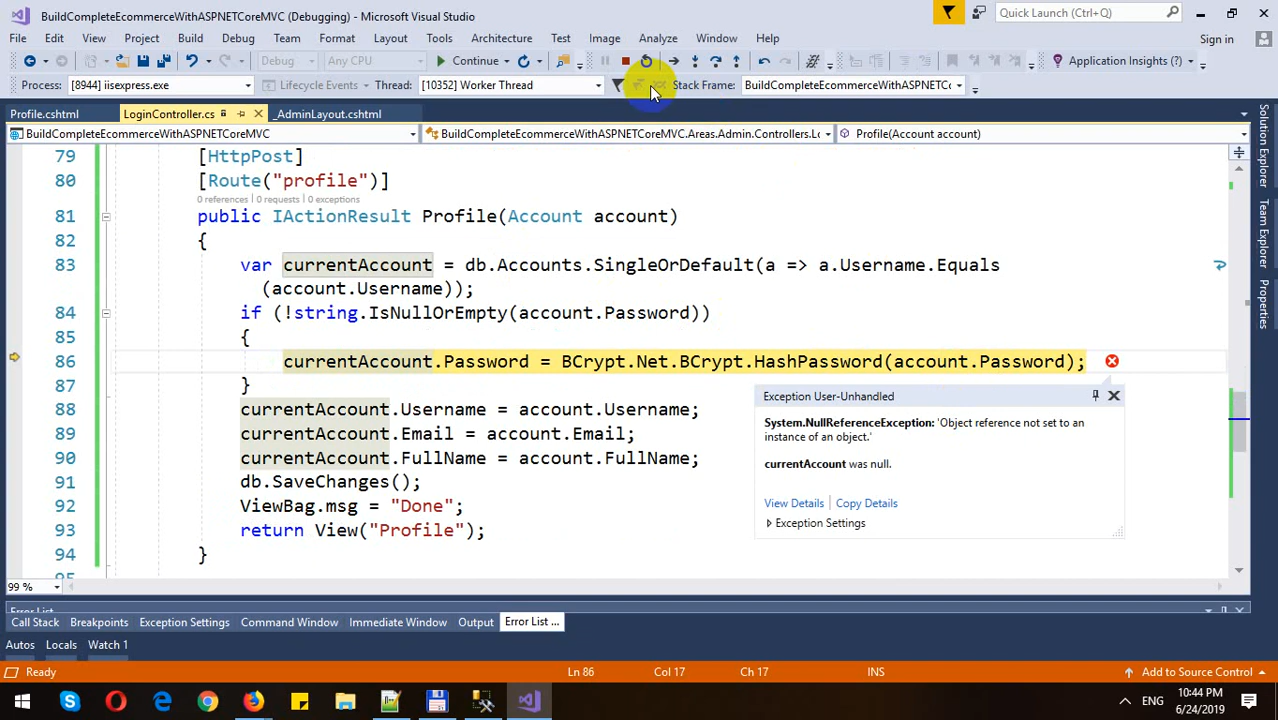 BuildCompleteEcommerceWithASPNETCoreMVC (Debugging) - Microsoft Visual Studio
Quick Launch (Ctrl+Q)
File Edit View Project Build Debug Team Format Layout Tools Architecture Test Image Analyze Window Help
Sign in
Debug Continue Application Insights (?)
Process: [8944] iisexpress.exe Lifecycle Events Thread: [10352] Worker Thread Stack Frame: BuildCompleteEcommerceWithASPNETCo
Profile.cshtml LoginController.cs _AdminLayout.cshtml
BuildCompleteEcommerceWithASPNETCoreMVC BuildCompleteEcommerceWithASPNETCoreMVC.Areas.Admin.Controllers.Lo Profile(Account account)
79 [HttpPost]
80 [Route("profile")]
0 references | 0 requests | 0 exceptions
81 public IActionResult Profile(Account account)
82 {
83 var currentAccount = db.Accounts.SingleOrDefault(a => a.Username.Equals
(account.Username));
84 if (!string.IsNullOrEmpty(account.Password))
85 {
86 currentAccount.Password = BCrypt.Net.BCrypt.HashPassword(account.Password);
87 }
88 currentAccount.Username = account.Username;
89 currentAccount.Email = account.Email;
90 currentAccount.FullName = account.FullName;
91 db.SaveChanges();
92 ViewBag.msg = "Done";
93 return View("Profile");
94 }
95
Exception User-Unhandled
System.NullReferenceException: 'Object reference not set to an
instance of an object.'
currentAccount was null.
View Details | Copy Details
Exception Settings
Solution Explorer
Team Explorer
Properties
99 %
Error List
Call Stack Breakpoints Exception Settings Command Window Immediate Window Output Error List ...
Autos Locals Watch 1
Ready Ln 86 Col 17 Ch 17 INS Add to Source Control
ENG
10:44 PM
6/24/2019